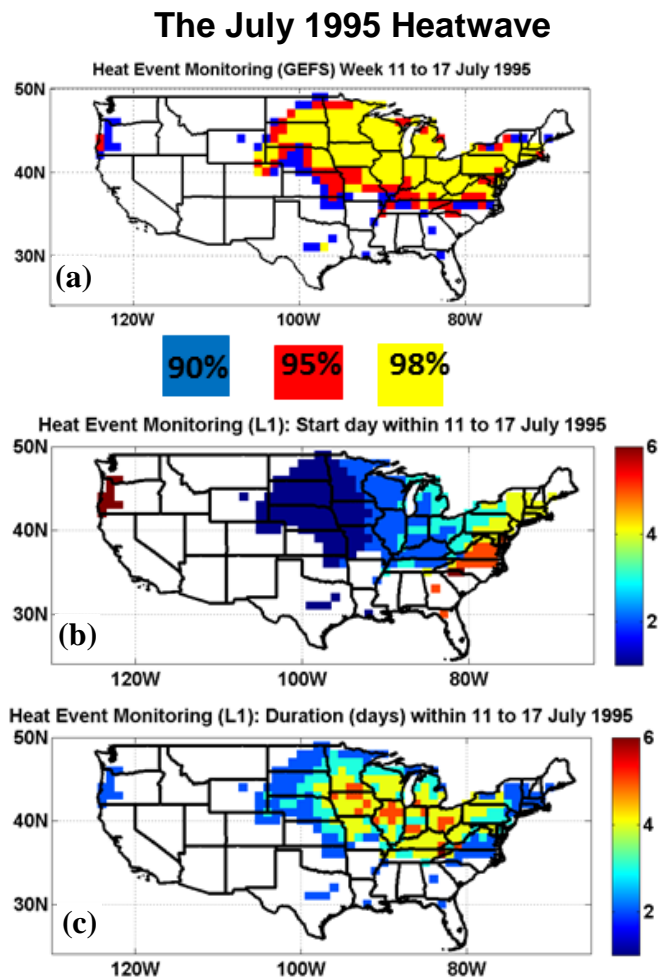 The July 1995 Heatwave
Heat Event Monitoring (GEFS) Week 11 to 17 July 1995
50N
40N
30N
(a)
120W 100W 80W
90% 95% 98%
Heat Event Monitoring (L1): Start day within 11 to 17 July 1995
50N
40N
30N
(b)
120W 100W 80W
6
5
4
3
2
Heat Event Monitoring (L1): Duration (days) within 11 to 17 July 1995
50N
40N
30N
(c)
120W 100W 80W
6
4
2